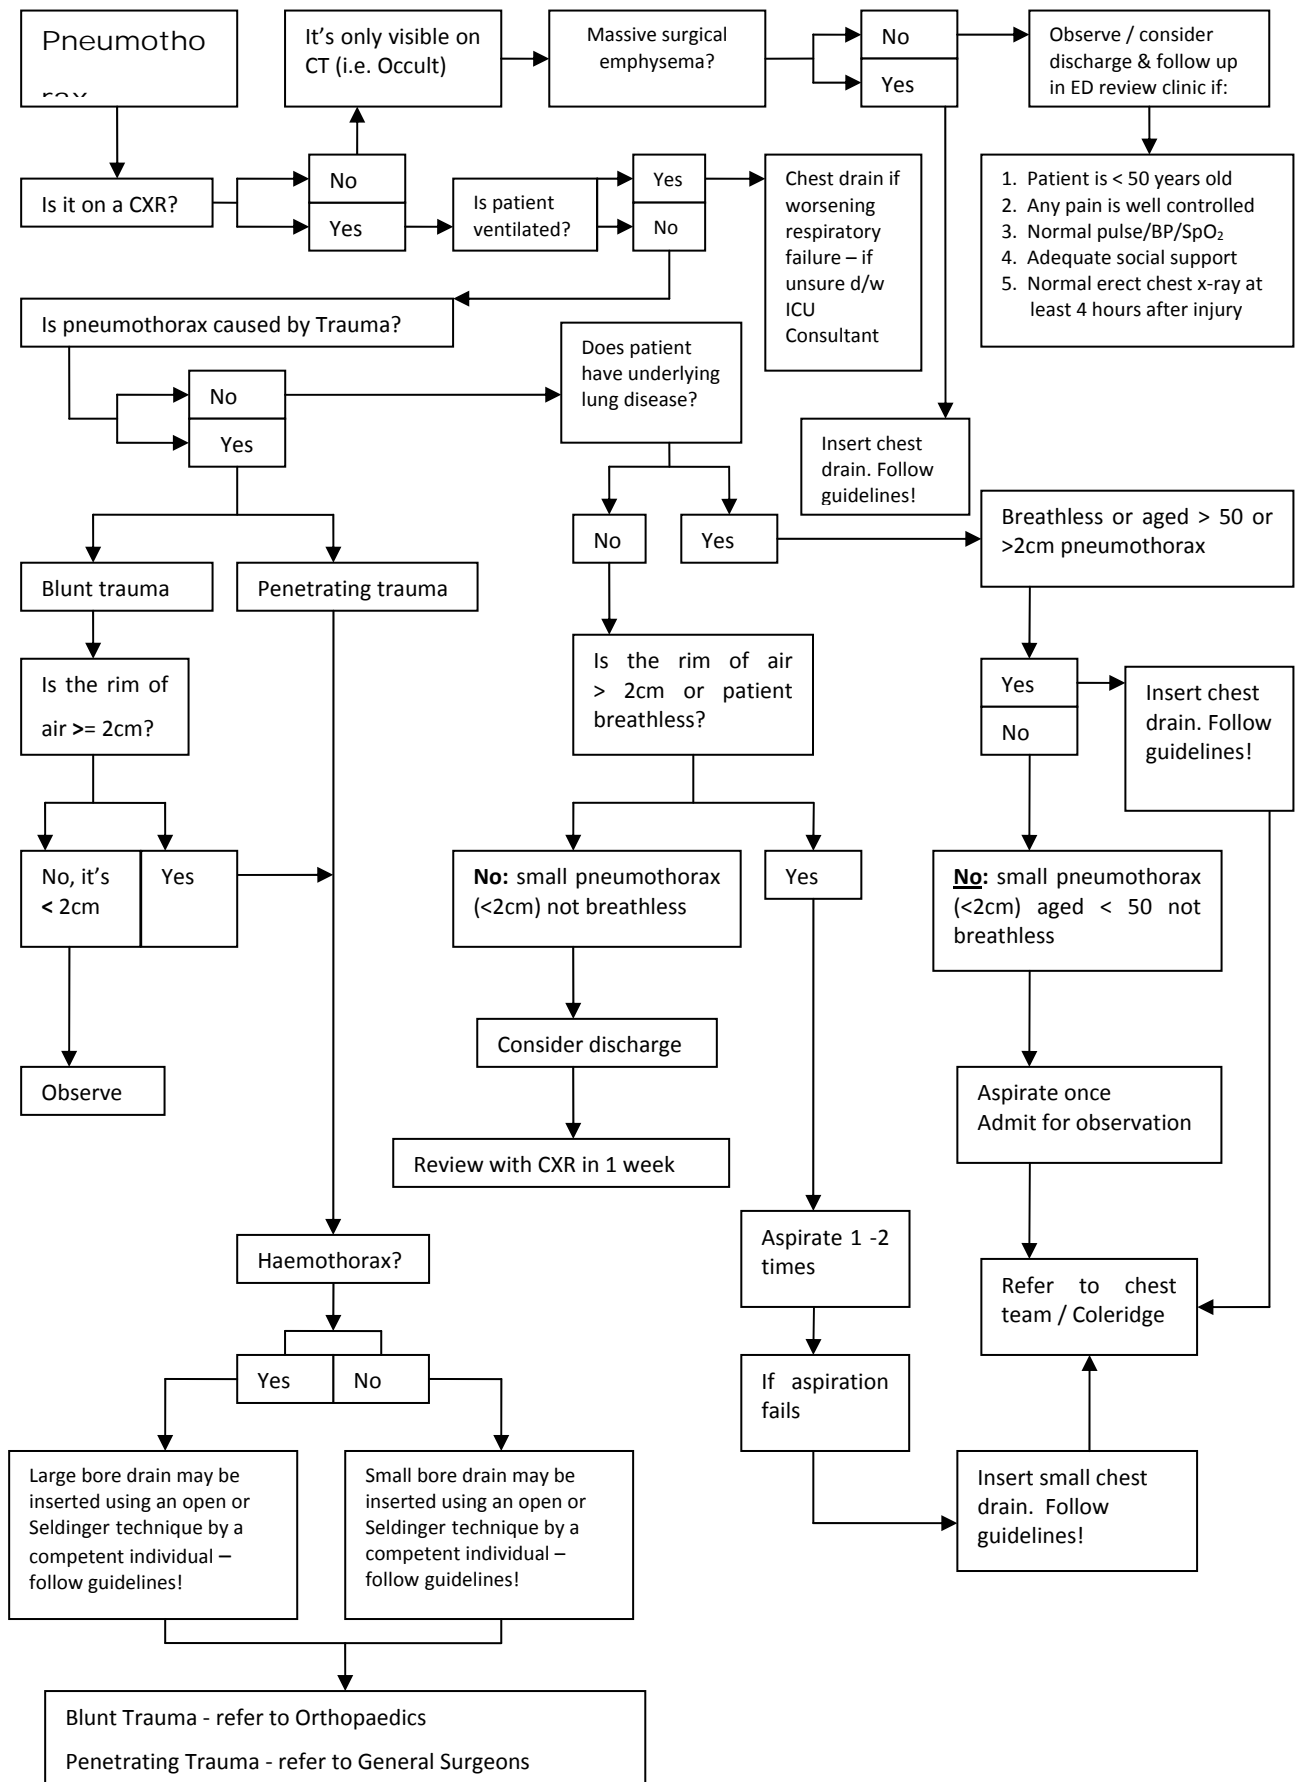 Pneumotho
rax
It’s only visible on
CT (i.e. Occult)
Massive surgical
emphysema?
No
Yes
Observe / consider
discharge & follow up
in ED review clinic if:
Is it on a CXR?
No
Yes
Is patient
ventilated?
Yes
No
Chest drain if
worsening
respiratory
failure – if
unsure d/w
ICU
Consultant
1. Patient is < 50 years old
2. Any pain is well controlled
3. Normal pulse/BP/SpO₂
4. Adequate social support
5. Normal erect chest x-ray at
least 4 hours after injury
Is pneumothorax caused by Trauma?
Does patient
have underlying
lung disease?
No
Yes
Insert chest
drain. Follow
guidelines!
No
Yes
Breathless or aged > 50 or
>2cm pneumothorax
Blunt trauma
Penetrating trauma
Is the rim of
air >= 2cm?
Is the rim of air
> 2cm or patient
breathless?
Yes
No
Insert chest
drain. Follow
guidelines!
No, it’s
< 2cm
Yes
No: small pneumothorax
(<2cm) not breathless
Yes
No: small pneumothorax
(<2cm) aged < 50 not
breathless
Consider discharge
Observe
Aspirate once
Admit for observation
Review with CXR in 1 week
Haemothorax?
Aspirate 1 -2
times
Refer to chest
team / Coleridge
Yes
No
If aspiration
fails
Large bore drain may be
inserted using an open or
Seldinger technique by a
competent individual –
follow guidelines!
Small bore drain may be
inserted using an open or
Seldinger technique by a
competent individual –
follow guidelines!
Insert small chest
drain. Follow
guidelines!
Blunt Trauma - refer to Orthopaedics
Penetrating Trauma - refer to General Surgeons